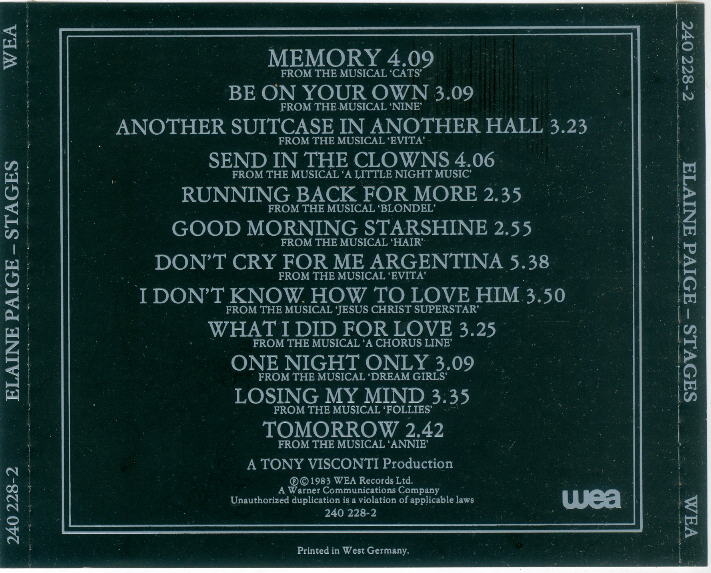 MEMORY 4.09
FROM THE MUSICAL 'CATS'
BE ON YOUR OWN 3.09
FROM THE MUSICAL 'NINE'
ANOTHER SUITCASE IN ANOTHER HALL 3.23
FROM THE MUSICAL 'EVITA'
SEND IN THE CLOWNS 4.06
FROM THE MUSICAL 'A LITTLE NIGHT MUSIC'
RUNNING BACK FOR MORE 2.35
FROM THE MUSICAL 'BLONDEL'
GOOD MORNING STARSHINE 2.55
FROM THE MUSICAL 'HAIR'
DON'T CRY FOR ME ARGENTINA 5.38
FROM THE MUSICAL 'EVITA'
I DON'T KNOW HOW TO LOVE HIM 3.50
FROM THE MUSICAL 'JESUS CHRIST SUPERSTAR'
WHAT I DID FOR LOVE 3.25
FROM THE MUSICAL 'A CHORUS LINE'
ONE NIGHT ONLY 3.09
FROM THE MUSICAL 'DREAM GIRLS'
LOSING MY MIND 3.35
FROM THE MUSICAL 'FOLLIES'
TOMORROW 2.42
FROM THE MUSICAL 'ANNIE'
A TONY VISCONTI Production
℗©1983 WEA Records Ltd.
A Warner Communications Company
Unauthorized duplication is a violation of applicable laws
240 228-2
wea
Printed in West Germany.
240 228-2 ELAINE PAIGE – STAGES WEA
240 228-2 ELAINE PAIGE – STAGES WEA